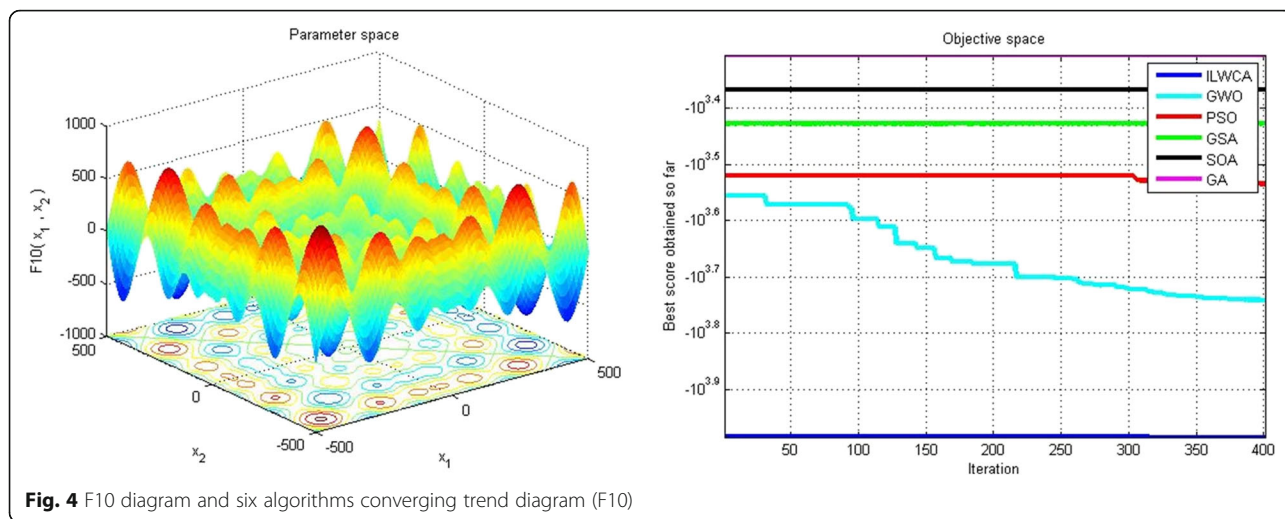 Parameter space
1000
500
0
-500
-1000
F10( x1 , x2 )
500
0
-500
x2
-500
0
500
x1
Objective space
-10^3.4
-10^3.5
-10^3.6
-10^3.7
-10^3.8
-10^3.9
Best score obtained so far
ILWCA
GWO
PSO
GSA
SOA
GA
50 100 150 200 250 300 350 400
Iteration
Fig. 4 F10 diagram and six algorithms converging trend diagram (F10)